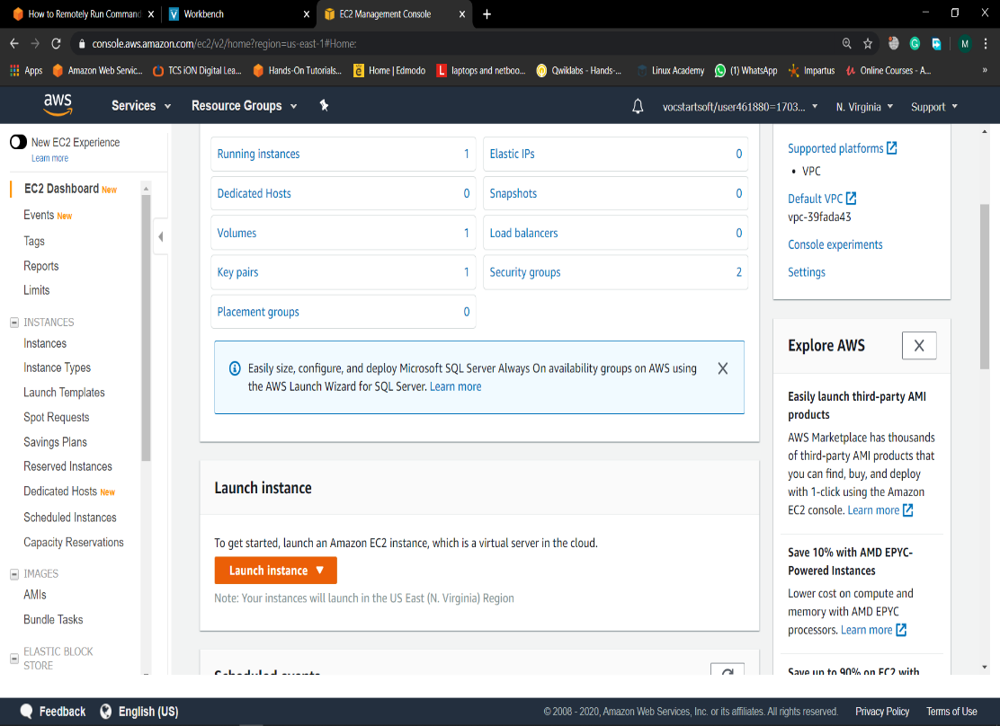 How to Remotely Run Command
Workbench
EC2 Management Console
console.aws.amazon.com/ec2/v2/home?region=us-east-1#Home:
M
Apps
Amazon Web Servic...
TCS iON Digital Lea...
Hands-On Tutorials...
Home | Edmodo
laptops and netboo...
Qwiklabs - Hands-...
Linux Academy
(1) WhatsApp
Impartus
Online Courses - A...
aws
Services
Resource Groups
vocstartsoft/user461880=1703...
N. Virginia
Support
New EC2 Experience
Learn more
EC2 Dashboard New
Events New
Tags
Reports
Limits
INSTANCES
Instances
Instance Types
Launch Templates
Spot Requests
Savings Plans
Reserved Instances
Dedicated Hosts New
Scheduled Instances
Capacity Reservations
IMAGES
AMIs
Bundle Tasks
ELASTIC BLOCK
STORE
Running instances 1
Elastic IPs 0
Dedicated Hosts 0
Snapshots 0
Volumes 1
Load balancers 0
Key pairs 1
Security groups 2
Placement groups 0
Easily size, configure, and deploy Microsoft SQL Server Always On availability groups on AWS using
the AWS Launch Wizard for SQL Server. Learn more
Launch instance
To get started, launch an Amazon EC2 instance, which is a virtual server in the cloud.
Launch instance
Note: Your instances will launch in the US East (N. Virginia) Region
Scheduled events
Supported platforms
• VPC
Default VPC
vpc-39fada43
Console experiments
Settings
Explore AWS
Easily launch third-party AMI
products
AWS Marketplace has thousands
of third-party AMI products that
you can find, buy, and deploy
with 1-click using the Amazon
EC2 console. Learn more
Save 10% with AMD EPYC-
Powered Instances
Lower cost on compute and
memory with AMD EPYC
processors. Learn more
Save up to 90% on EC2 with
Feedback
English (US)
© 2008 - 2020, Amazon Web Services, Inc. or its affiliates. All rights reserved.
Privacy Policy
Terms of Use